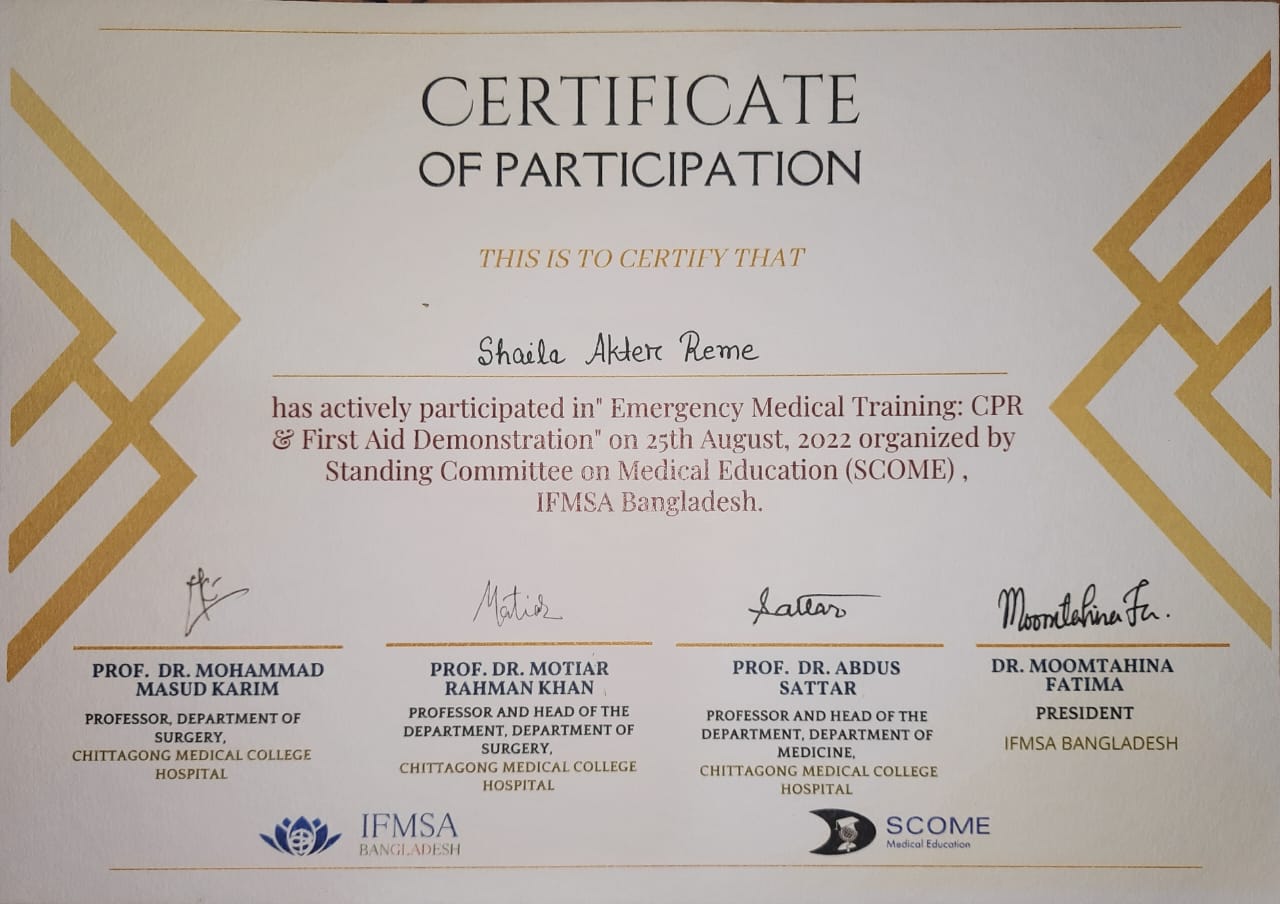 CERTIFICATE
OF PARTICIPATION
THIS IS TO CERTIFY THAT
Shaila Akter Reme
has actively participated in" Emergency Medical Training: CPR
& First Aid Demonstration" on 25th August, 2022 organized by
Standing Committee on Medical Education (SCOME) ,
IFMSA Bangladesh.
Matiar
Sattar
Moomtahina Fa.
PROF. DR. MOHAMMAD
MASUD KARIM
PROFESSOR, DEPARTMENT OF
SURGERY,
CHITTAGONG MEDICAL COLLEGE
HOSPITAL
PROF. DR. MOTIAR
RAHMAN KHAN
PROFESSOR AND HEAD OF THE
DEPARTMENT, DEPARTMENT OF
SURGERY,
CHITTAGONG MEDICAL COLLEGE
HOSPITAL
PROF. DR. ABDUS
SATTAR
PROFESSOR AND HEAD OF THE
DEPARTMENT, DEPARTMENT OF
MEDICINE,
CHITTAGONG MEDICAL COLLEGE
HOSPITAL
DR. MOOMTAHINA
FATIMA
PRESIDENT
IFMSA BANGLADESH
IFMSA
BANGLADESH
SCOME
Medical Education